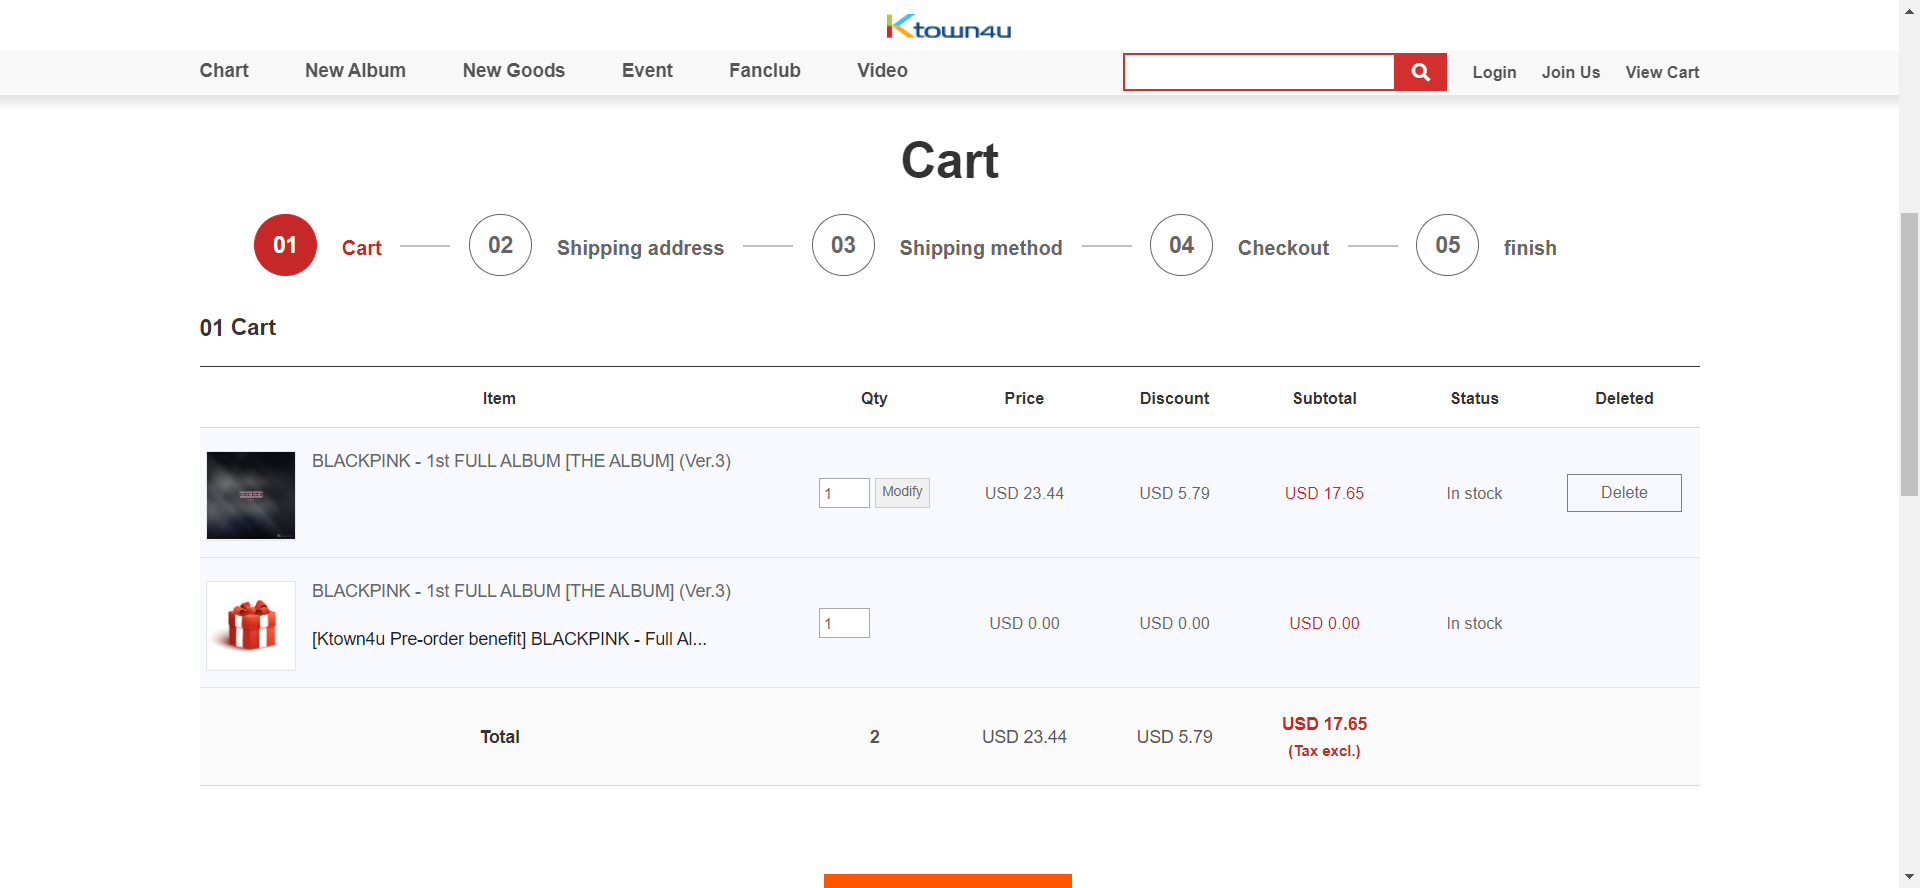 Ktown4u
Chart New Album New Goods Event Fanclub Video Login Join Us View Cart
Cart
01 Cart 02 Shipping address 03 Shipping method 04 Checkout 05 finish
01 Cart
Item Qty Price Discount Subtotal Status Deleted
BLACKPINK - 1st FULL ALBUM [THE ALBUM] (Ver.3)
1 Modify USD 23.44 USD 5.79 USD 17.65 In stock Delete
BLACKPINK - 1st FULL ALBUM [THE ALBUM] (Ver.3)
1 USD 0.00 USD 0.00 USD 0.00 In stock
[Ktown4u Pre-order benefit] BLACKPINK - Full Al...
Total 2 USD 23.44 USD 5.79 USD 17.65
(Tax excl.)